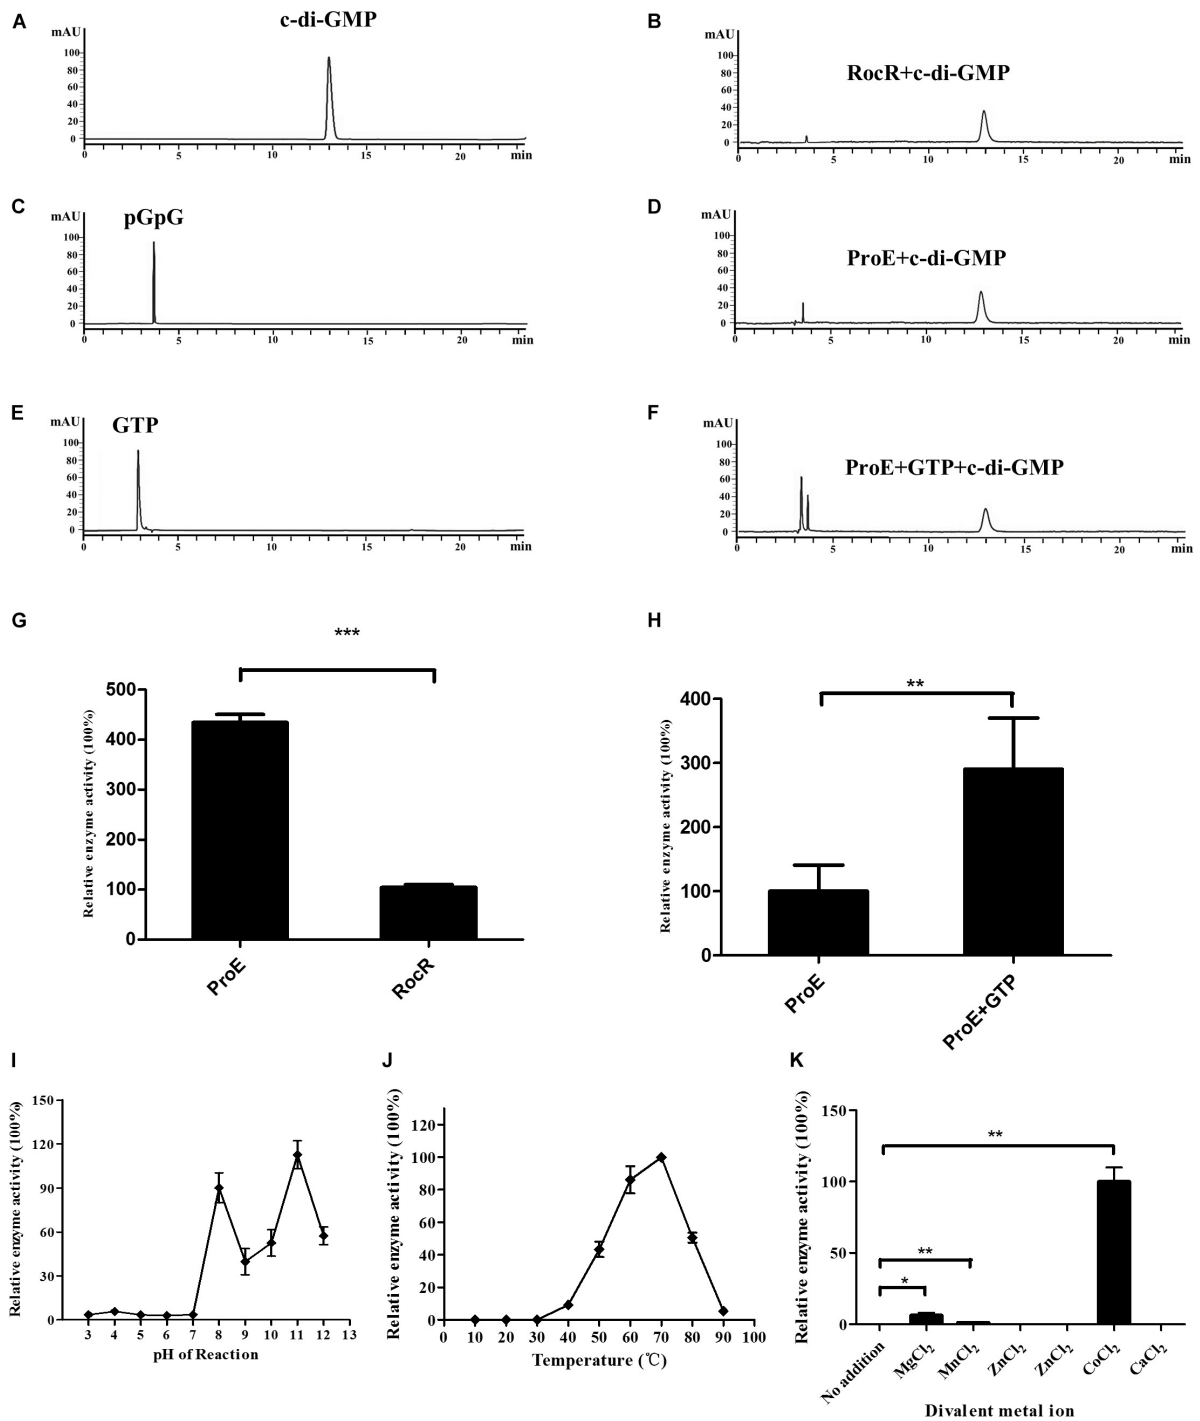 A
c-di-GMP
mAU
100
80
60
40
20
0
0 5 10 15 20 min
B
RocR+c-di-GMP
mAU
100
80
60
40
20
0
0 5 10 15 20 min
C
pGpG
mAU
100
80
60
40
20
0
0 5 10 15 20 min
D
ProE+c-di-GMP
mAU
100
80
60
40
20
0
0 5 10 15 20 min
E
GTP
mAU
100
80
60
40
20
0
0 5 10 15 20 min
F
ProE+GTP+c-di-GMP
mAU
100
80
60
40
20
0
0 5 10 15 20 min
G
***
Relative enzyme activity (100%)
500
400
300
200
100
0
ProE
RocR
H
**
Relative enzyme activity (100%)
400
300
200
100
0
ProE
ProE+GTP
I
Relative enzyme activity (100%)
150
120
90
60
30
0
3 4 5 6 7 8 9 10 11 12 13
pH of Reaction
J
Relative enzyme activity (100%)
120
100
80
60
40
20
0
0 10 20 30 40 50 60 70 80 90 100
Temperature (℃)
K
Relative enzyme activity (100%)
150
100
50
0
**
**
*
No addition
MgCl₂
MnCl₂
ZnCl₂
ZnCl₂
CoCl₂
CaCl₂
Divalent metal ion